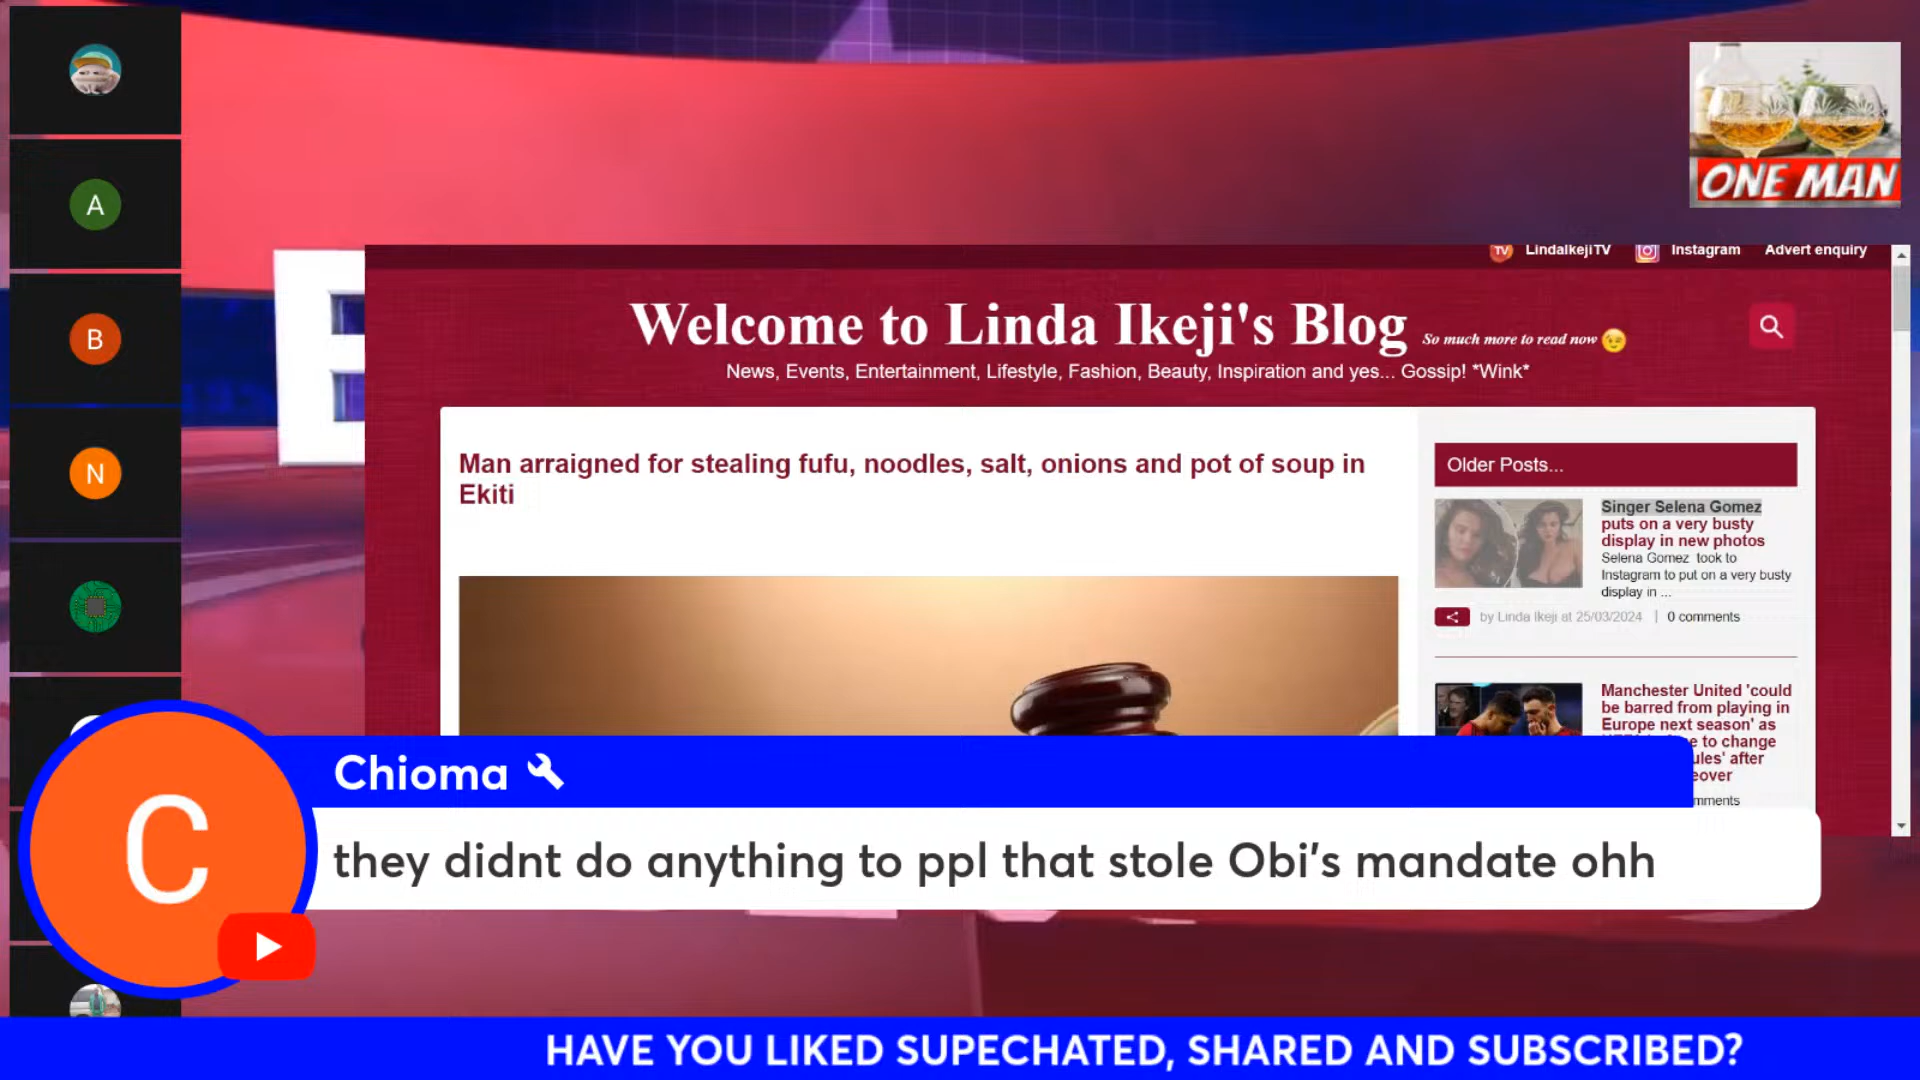 A
B
N
ONE MAN
LindaIkejiTV Instagram Advert enquiry
Welcome to Linda Ikeji's Blog So much more to read now
News, Events, Entertainment, Lifestyle, Fashion, Beauty, Inspiration and yes... Gossip! *Wink*
Man arraigned for stealing fufu, noodles, salt, onions and pot of soup in
Ekiti
Older Posts...
Singer Selena Gomez
puts on a very busty
display in new photos
Selena Gomez took to
Instagram to put on a very busty
display in ...
by Linda Ikeji at 25/03/2024 | 0 comments
Manchester United 'could
be barred from playing in
Europe next season' as
to change
after
Chioma
C
they didnt do anything to ppl that stole Obi's mandate ohh
HAVE YOU LIKED SUPECHATED, SHARED AND SUBSCRIBED?